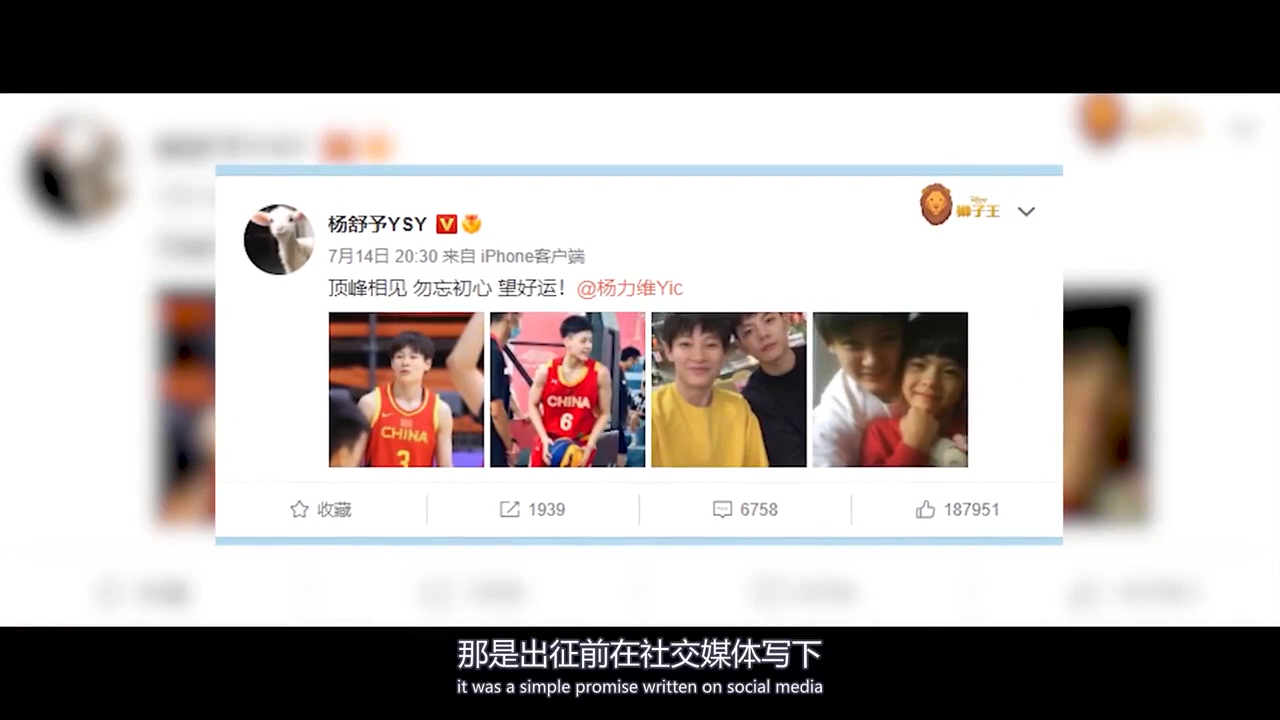 杨舒予YSY
狮子王
7月14日 20:30 来自 iPhone客户端
顶峰相见 勿忘初心 望好运！@杨力维Yic
CHINA
3
CHINA
6
收藏
1939
6758
187951
那是出征前在社交媒体写下
it was a simple promise written on social media